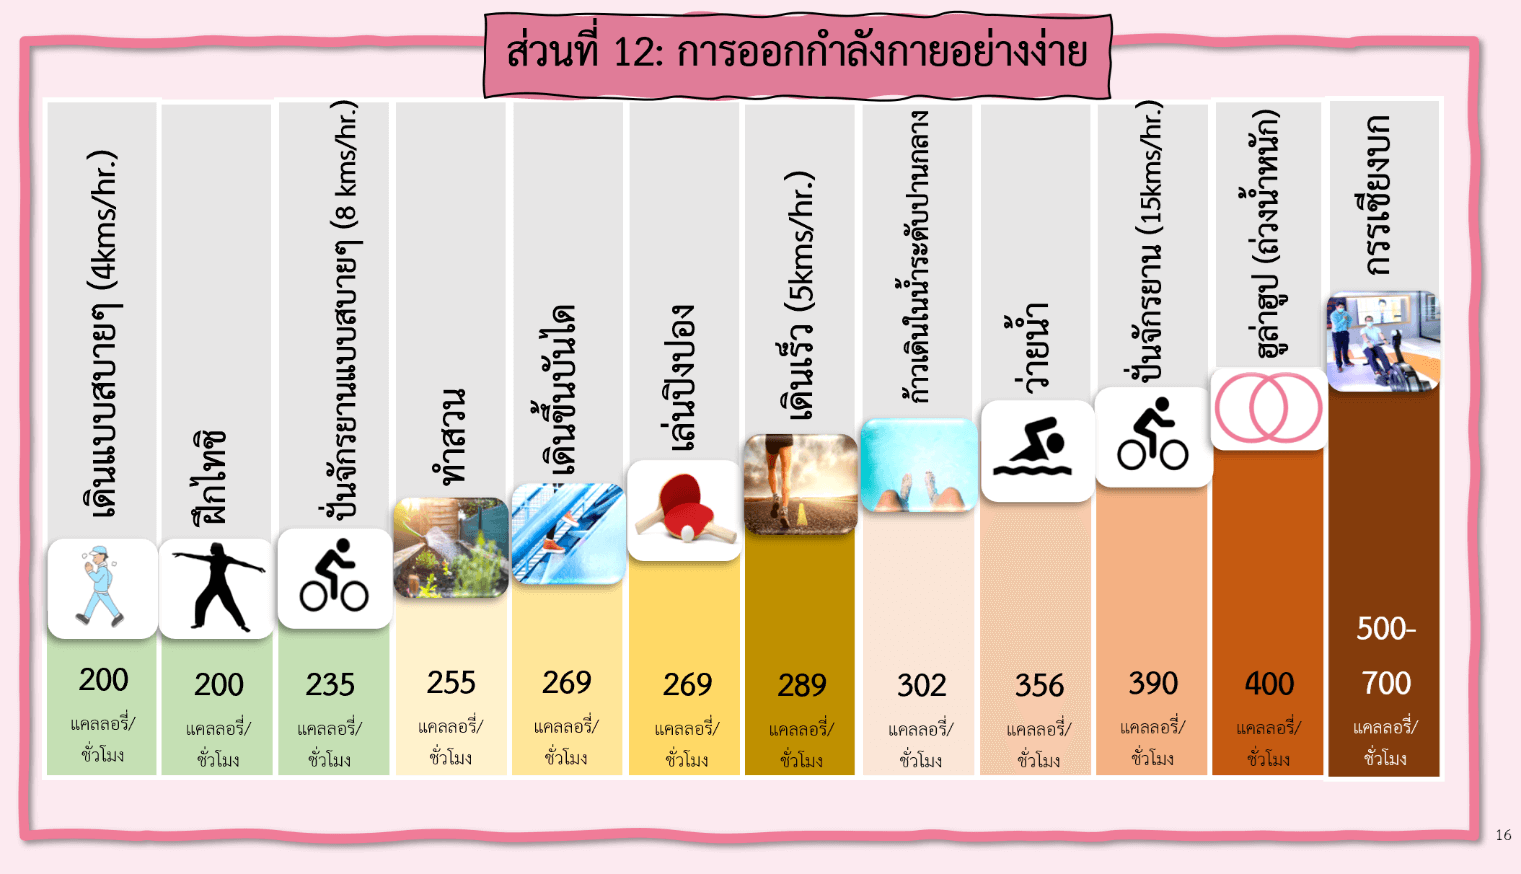 ส่วนที่ 12: การออกกำลังกายอย่างง่าย
เดินแบบสบายๆ (4kms/hr.)
200
แคลลอรี่/
ชั่วโมง
ฝึกไทชิ
200
แคลลอรี่/
ชั่วโมง
ปั่นจักรยานแบบสบายๆ (8 kms/hr.)
235
แคลลอรี่/
ชั่วโมง
ทำสวน
255
แคลลอรี่/
ชั่วโมง
เดินขึ้นบันได
269
แคลลอรี่/
ชั่วโมง
เล่นปิงปอง
269
แคลลอรี่/
ชั่วโมง
เดินเร็ว (5kms/hr.)
289
แคลลอรี่/
ชั่วโมง
ก้าวเดินในน้ำระดับปานกลาง
302
แคลลอรี่/
ชั่วโมง
ว่ายน้ำ
356
แคลลอรี่/
ชั่วโมง
ปั่นจักรยาน (15kms/hr.)
390
แคลลอรี่/
ชั่วโมง
ฮูล่าฮูป (ถ่วงน้ำหนัก)
400
แคลลอรี่/
ชั่วโมง
กรรเชียงบก
500-
700
แคลลอรี่/
ชั่วโมง
16